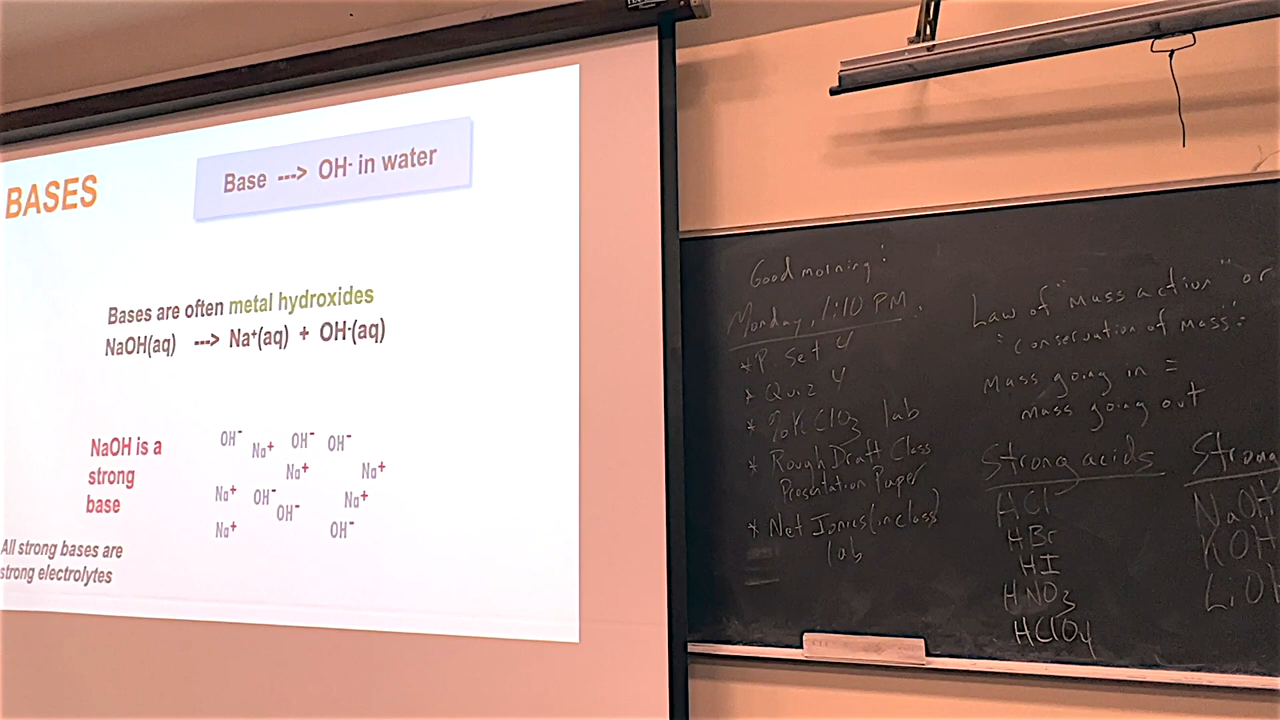 BASES
Base ---> OH- in water
Bases are often metal hydroxides
NaOH(aq) ---> Na+(aq) + OH-(aq)
NaOH is a
strong
base
OH- Na+ OH- OH-
Na+ Na+
Na+ OH- OH- Na+
Na+ OH-
All strong bases are
strong electrolytes
Good morning!
Monday, 1:10 PM.
*P. Set 4
* Quiz 4
* %KClO3 lab
* Rough Draft Class
Presentation Paper
* Net Ionics (in class)
lab
Law of "mass action" or
"conservation of mass":
Mass going in =
mass going out
Strong acids
HCl
HBr
HI
HNO3
HClO4
Strong
NaOH
KOH
LiOH